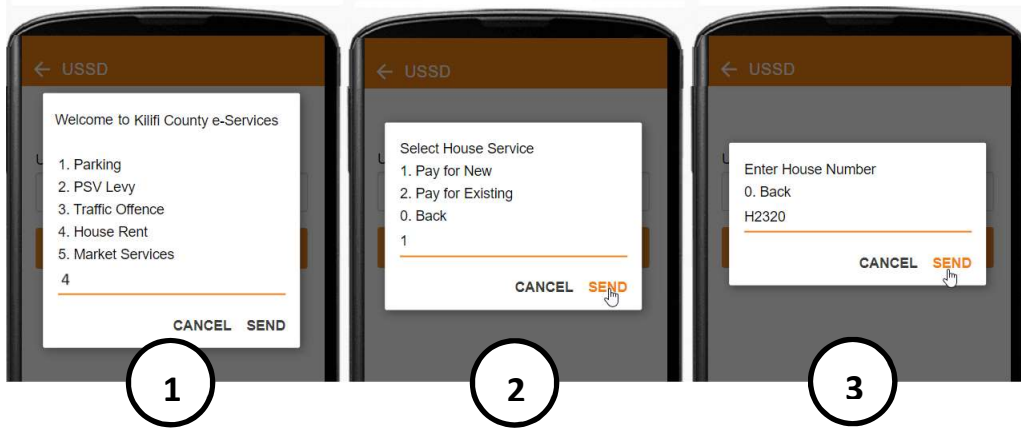 ← USSD
Welcome to Kilifi County e-Services
U
1. Parking
2. PSV Levy
3. Traffic Offence
4. House Rent
5. Market Services
4
CANCEL SEND
1
← USSD
Select House Service
1. Pay for New
2. Pay for Existing
0. Back
1
CANCEL SEND
2
← USSD
Enter House Number
0. Back
H2320
CANCEL SEND
3